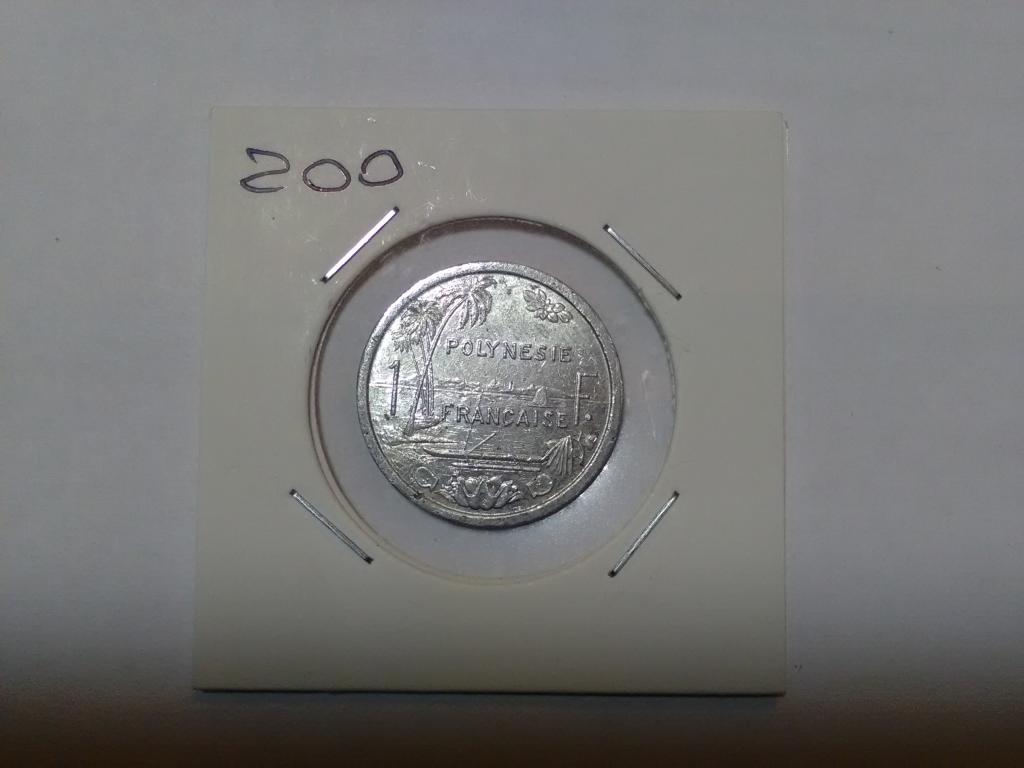 200
POLYNESIE
1 F.
FRANCAISE